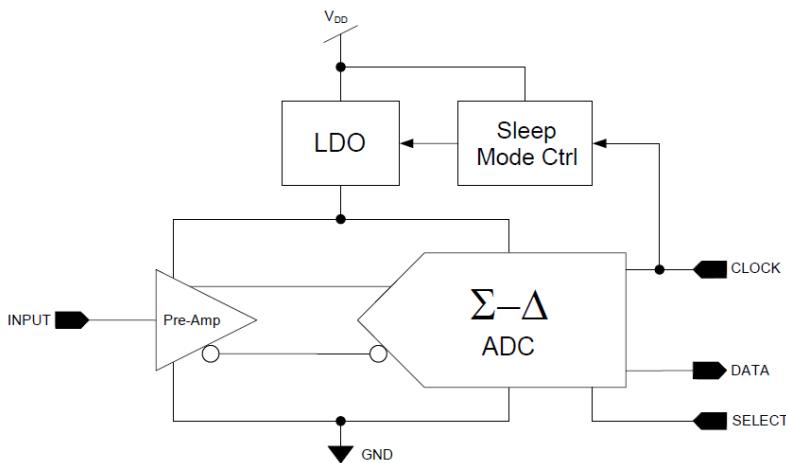 VDD
LDO
Sleep
Mode Ctrl
CLOCK
INPUT
Pre-Amp
Σ–Δ
ADC
DATA
SELECT
GND